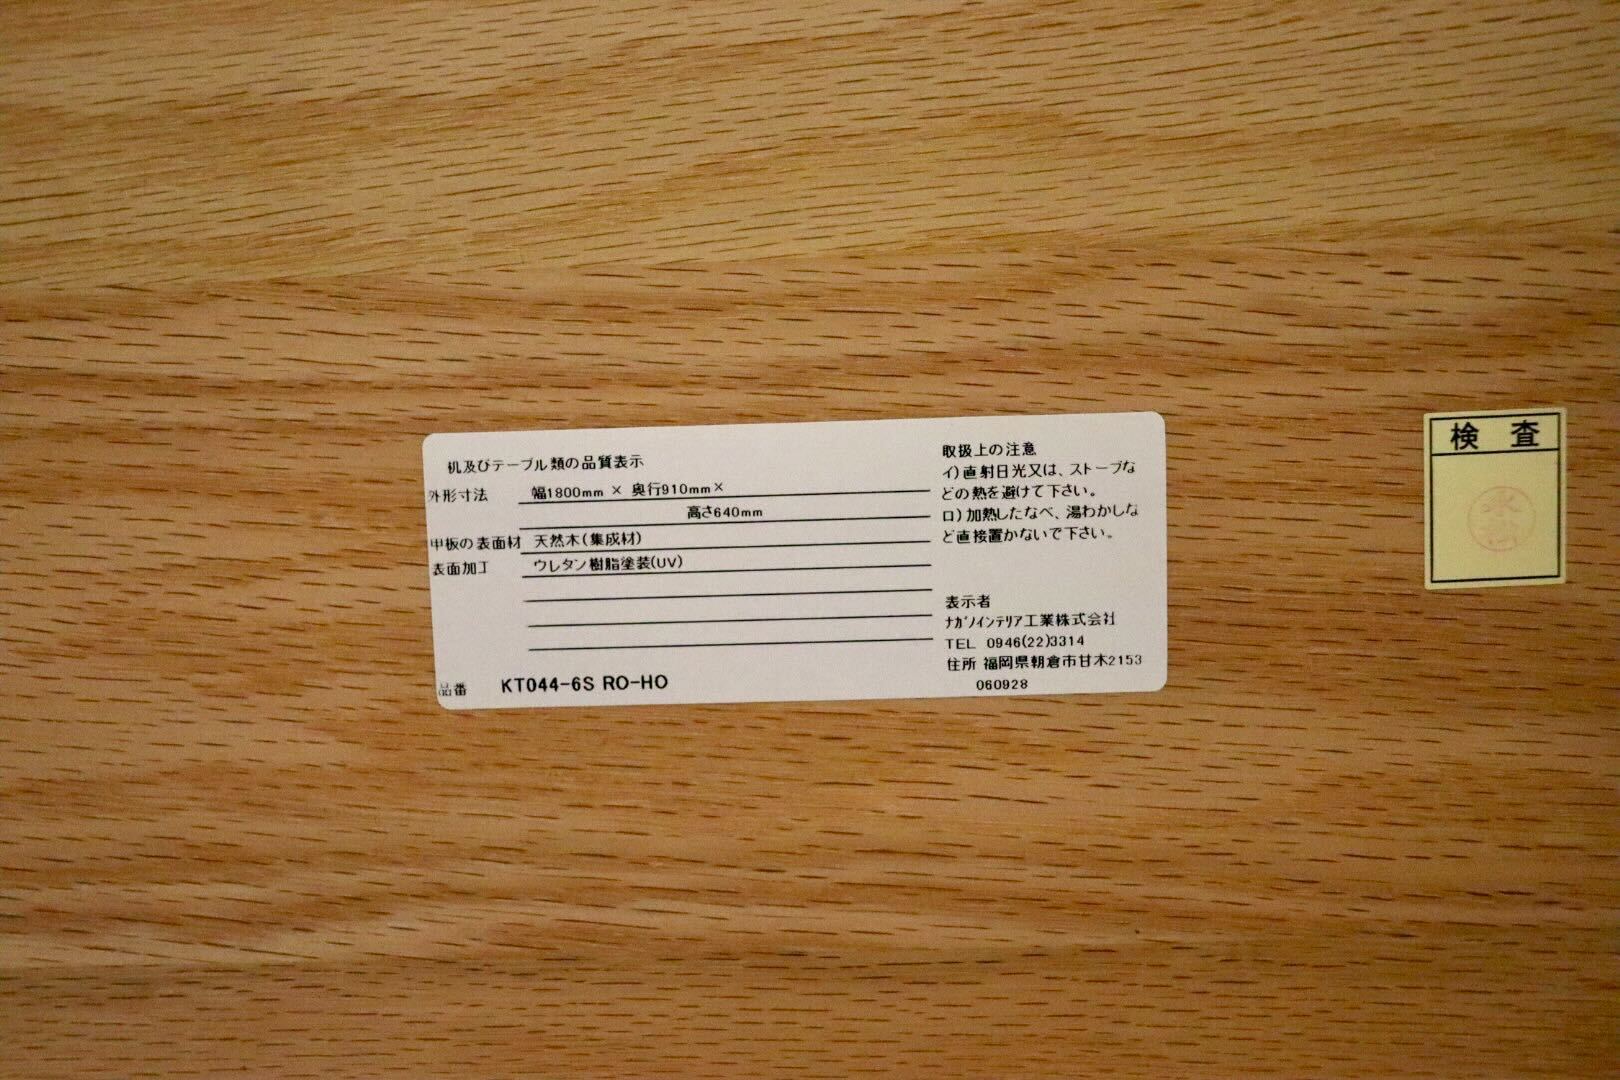 机及びテーブル類の品質表示
外形寸法 幅1800mm × 奥行910mm×
高さ640mm
甲板の表面材 天然木(集成材)
表面加工 ウレタン樹脂塗装(UV)
品番 KT044-6S RO-HO
取扱上の注意
イ)直射日光又は、ストーブな
どの熱を避けて下さい。
ロ)加熱したなべ、湯わかしな
ど直接置かないで下さい。
表示者
ﾅｶﾞﾉｲﾝﾃﾘｱ工業株式会社
TEL 0946(22)3314
住所 福岡県朝倉市甘木2153
060928
検査